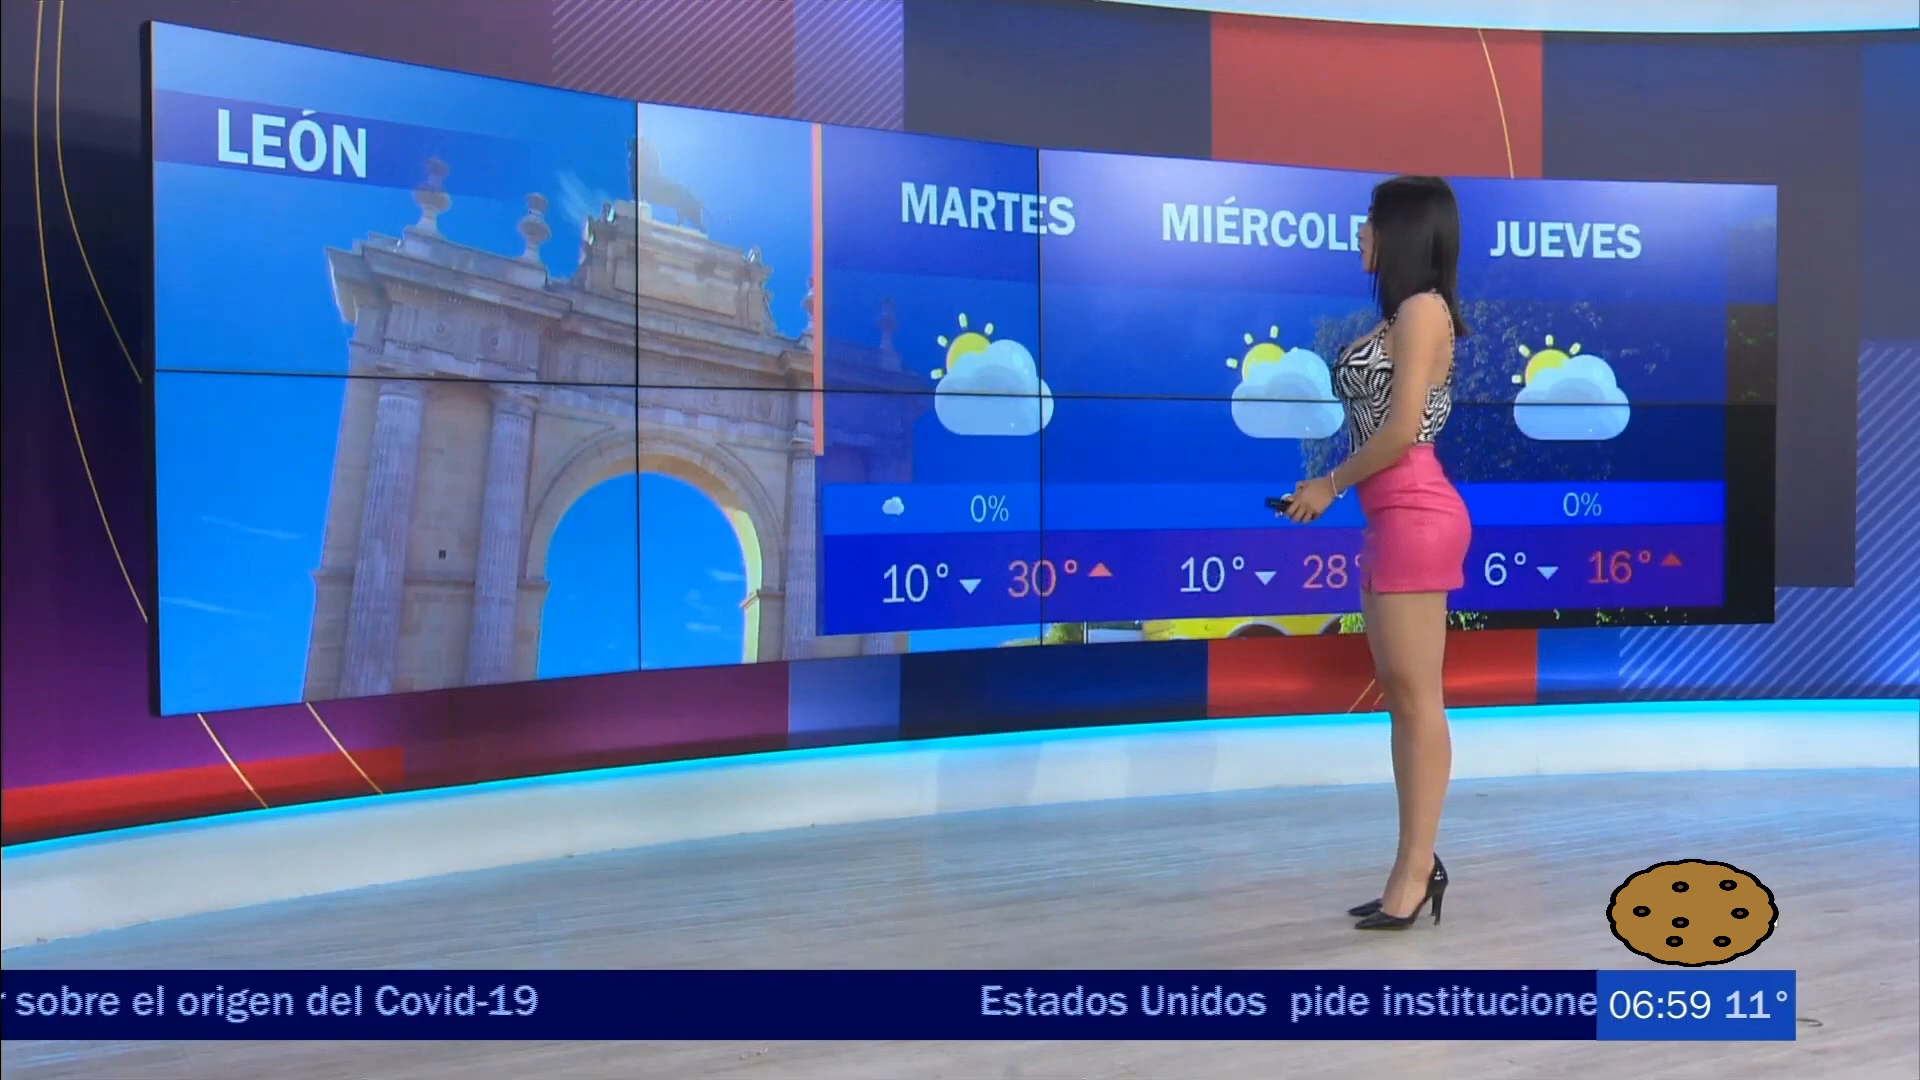 LEÓN
MARTES
MIÉRCOLE
JUEVES
0%
0%
10° 30°
10° 28°
6° 16°
sobre el origen del Covid-19
Estados Unidos pide institucione
06:59 11°